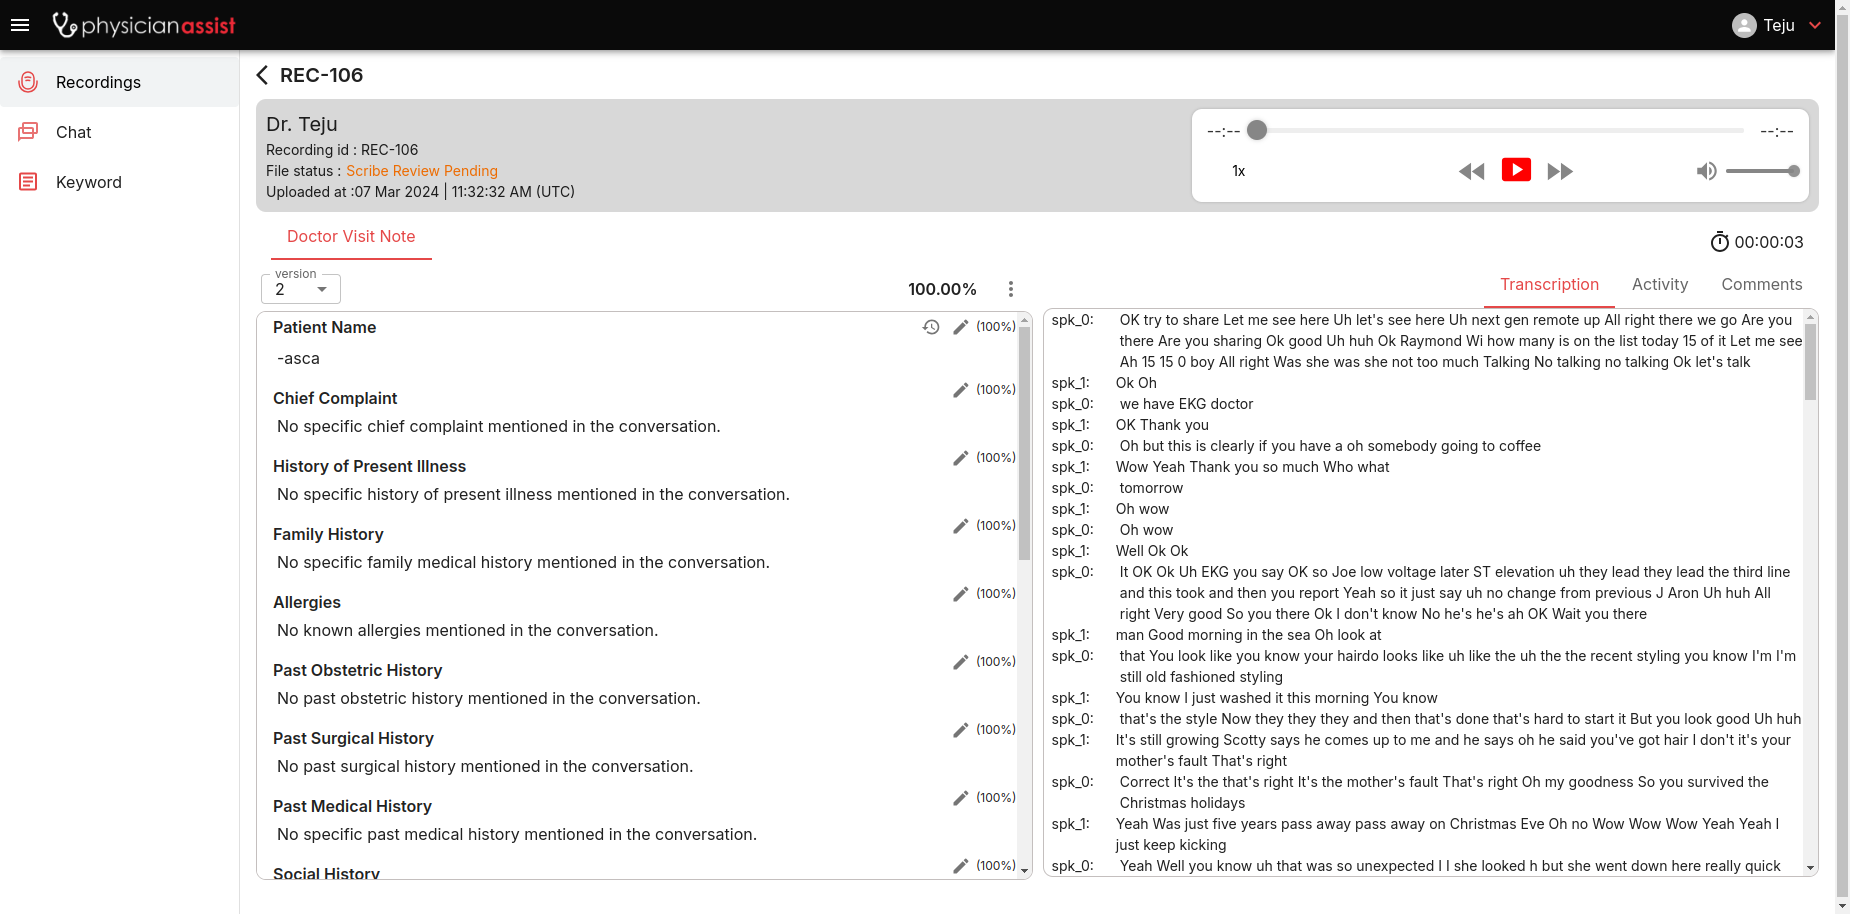 physicianassist
Teju
Recordings
Chat
Keyword
REC-106
Dr. Teju
Recording id : REC-106
File status : Scribe Review Pending
Uploaded at :07 Mar 2024 | 11:32:32 AM (UTC)
--:--
--:--
1x
Doctor Visit Note
00:00:03
version
2
100.00%
Transcription Activity Comments
Patient Name (100%)
-asca
Chief Complaint (100%)
No specific chief complaint mentioned in the conversation.
History of Present Illness (100%)
No specific history of present illness mentioned in the conversation.
Family History (100%)
No specific family medical history mentioned in the conversation.
Allergies (100%)
No known allergies mentioned in the conversation.
Past Obstetric History (100%)
No past obstetric history mentioned in the conversation.
Past Surgical History (100%)
No past surgical history mentioned in the conversation.
Past Medical History (100%)
No specific past medical history mentioned in the conversation.
Social History (100%)
spk_0: OK try to share Let me see here Uh let's see here Uh next gen remote up All right there we go Are you
there Are you sharing Ok good Uh huh Ok Raymond Wi how many is on the list today 15 of it Let me see
Ah 15 15 0 boy All right Was she was she not too much Talking No talking no talking Ok let's talk
spk_1: Ok Oh
spk_0: we have EKG doctor
spk_1: OK Thank you
spk_0: Oh but this is clearly if you have a oh somebody going to coffee
spk_1: Wow Yeah Thank you so much Who what
spk_0: tomorrow
spk_1: Oh wow
spk_0: Oh wow
spk_1: Well Ok Ok
spk_0: It OK Ok Uh EKG you say OK so Joe low voltage later ST elevation uh they lead they lead the third line
and this took and then you report Yeah so it just say uh no change from previous J Aron Uh huh All
right Very good So you there Ok I don't know No he's he's ah OK Wait you there
spk_1: man Good morning in the sea Oh look at
spk_0: that You look like you know your hairdo looks like uh like the uh the the recent styling you know I'm I'm
still old fashioned styling
spk_1: You know I just washed it this morning You know
spk_0: that's the style Now they they they and then that's done that's hard to start it But you look good Uh huh
spk_1: It's still growing Scotty says he comes up to me and he says oh he said you've got hair I don't it's your
mother's fault That's right
spk_0: Correct It's the that's right It's the mother's fault That's right Oh my goodness So you survived the
Christmas holidays
spk_1: Yeah Was just five years pass away pass away on Christmas Eve Oh no Wow Wow Wow Yeah Yeah I
just keep kicking
spk_0: Yeah Well you know uh that was so unexpected I I she looked h but she went down here really quick